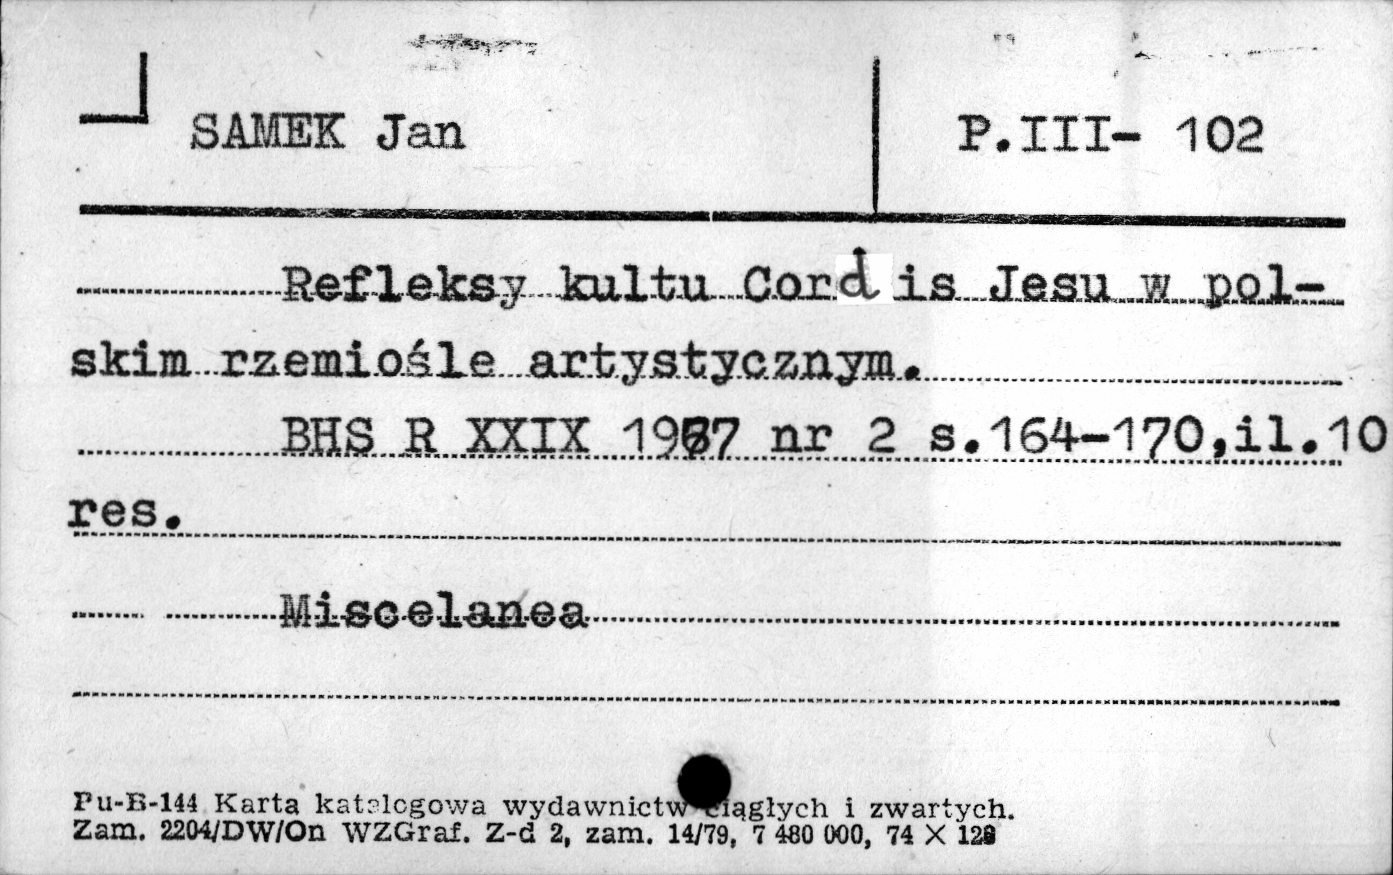 SAMEK Jan
P.III- 102
Refleksy kultu Cordis Jesu w pol-
skim rzemiośle artystycznym.
BHS R XXIX 1967 nr 2 s.164-170,il.10
res.
Miscelanea
Pu-B-144 Karta katalogowa wydawnictw ciągłych i zwartych.
Zam. 2204/DW/On WZGraf. Z-d 2, zam. 14/79, 7 480 000, 74 X 123